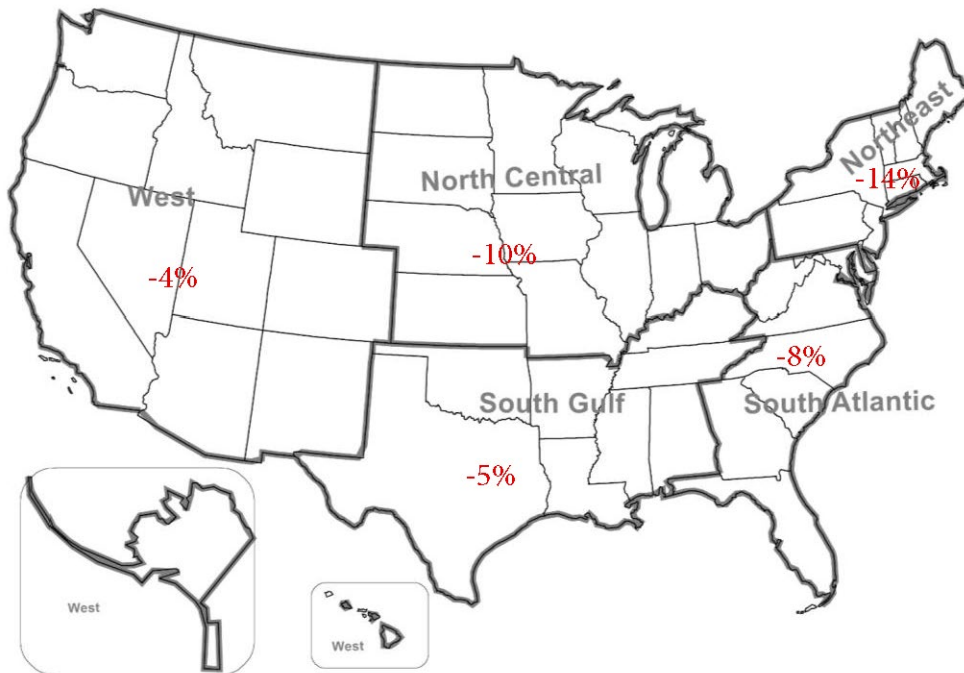 Northeast
-14%
North Central
West
-10%
-4%
-8%
South Gulf
South Atlantic
-5%
West
West